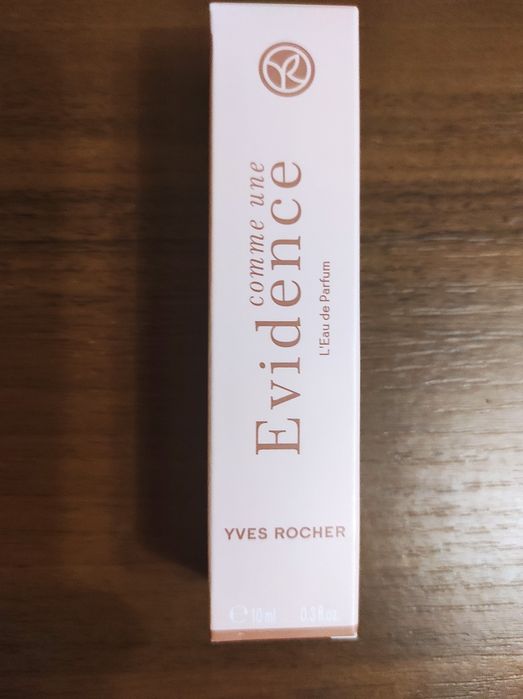 comme une
Evidence
L'Eau de Parfum
YVES ROCHER
℮ 10 ml 0.3 fl.oz.